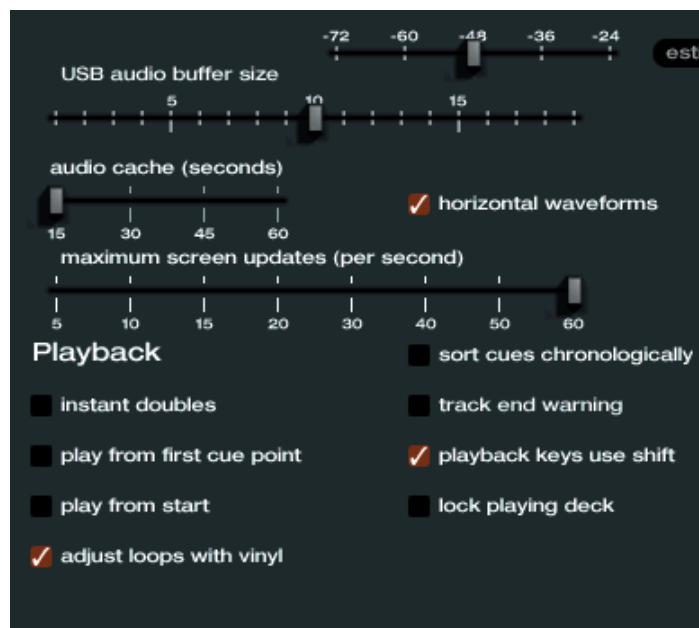 -72 -60 -48 -36 -24
USB audio buffer size
5 10 15
audio cache (seconds)
horizontal waveforms
15 30 45 60
maximum screen updates (per second)
5 10 15 20 30 40 50 60
Playback
sort cues chronologically
instant doubles
track end warning
play from first cue point
playback keys use shift
play from start
lock playing deck
adjust loops with vinyl